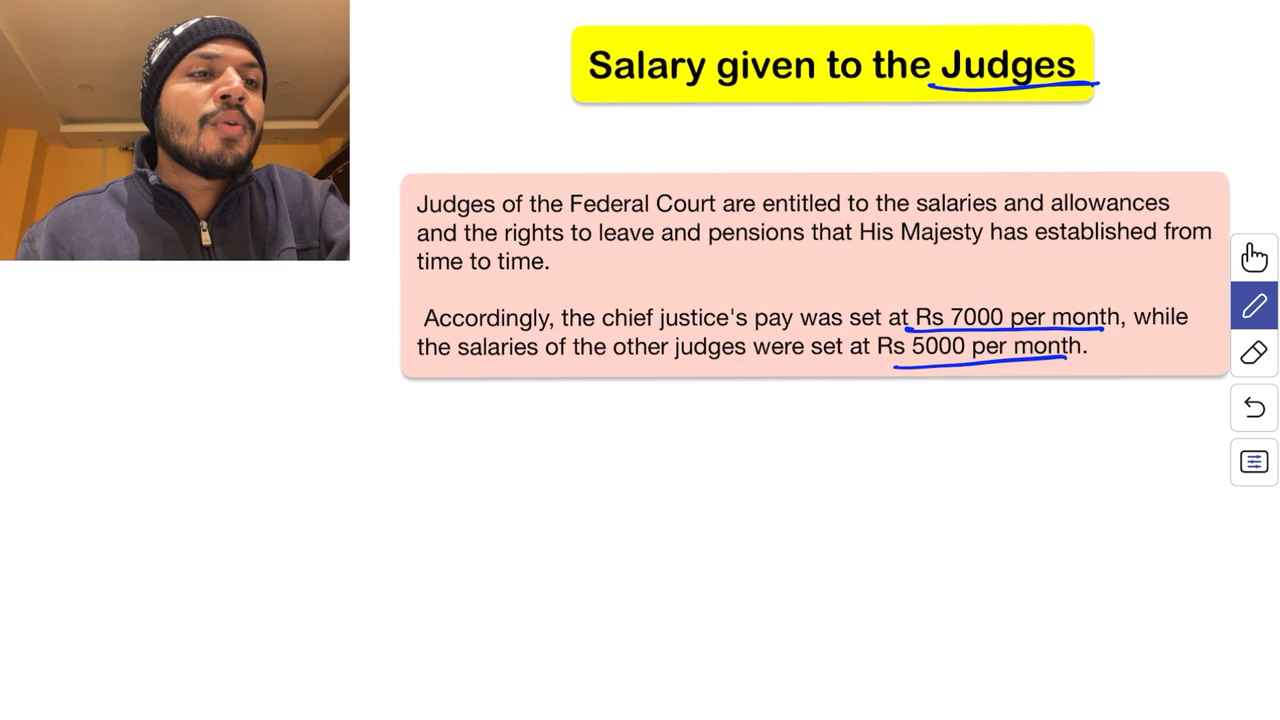 Salary given to the Judges
Judges of the Federal Court are entitled to the salaries and allowances
and the rights to leave and pensions that His Majesty has established from
time to time.
Accordingly, the chief justice's pay was set at Rs 7000 per month, while
the salaries of the other judges were set at Rs 5000 per month.